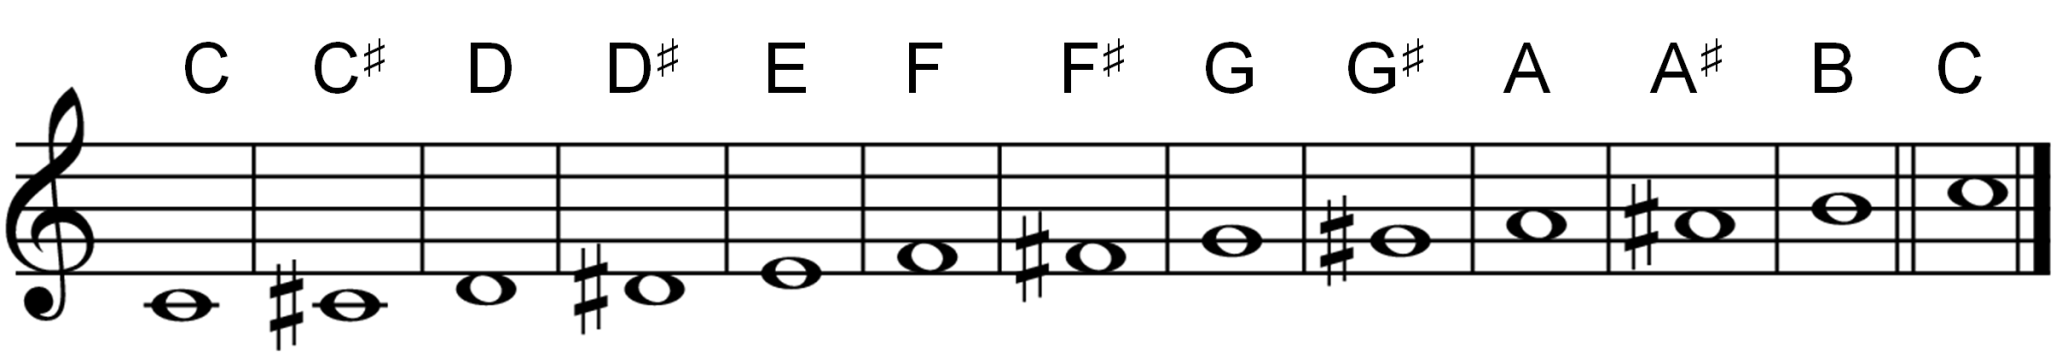 C C♯ D D♯ E F F♯ G G♯ A A♯ B C